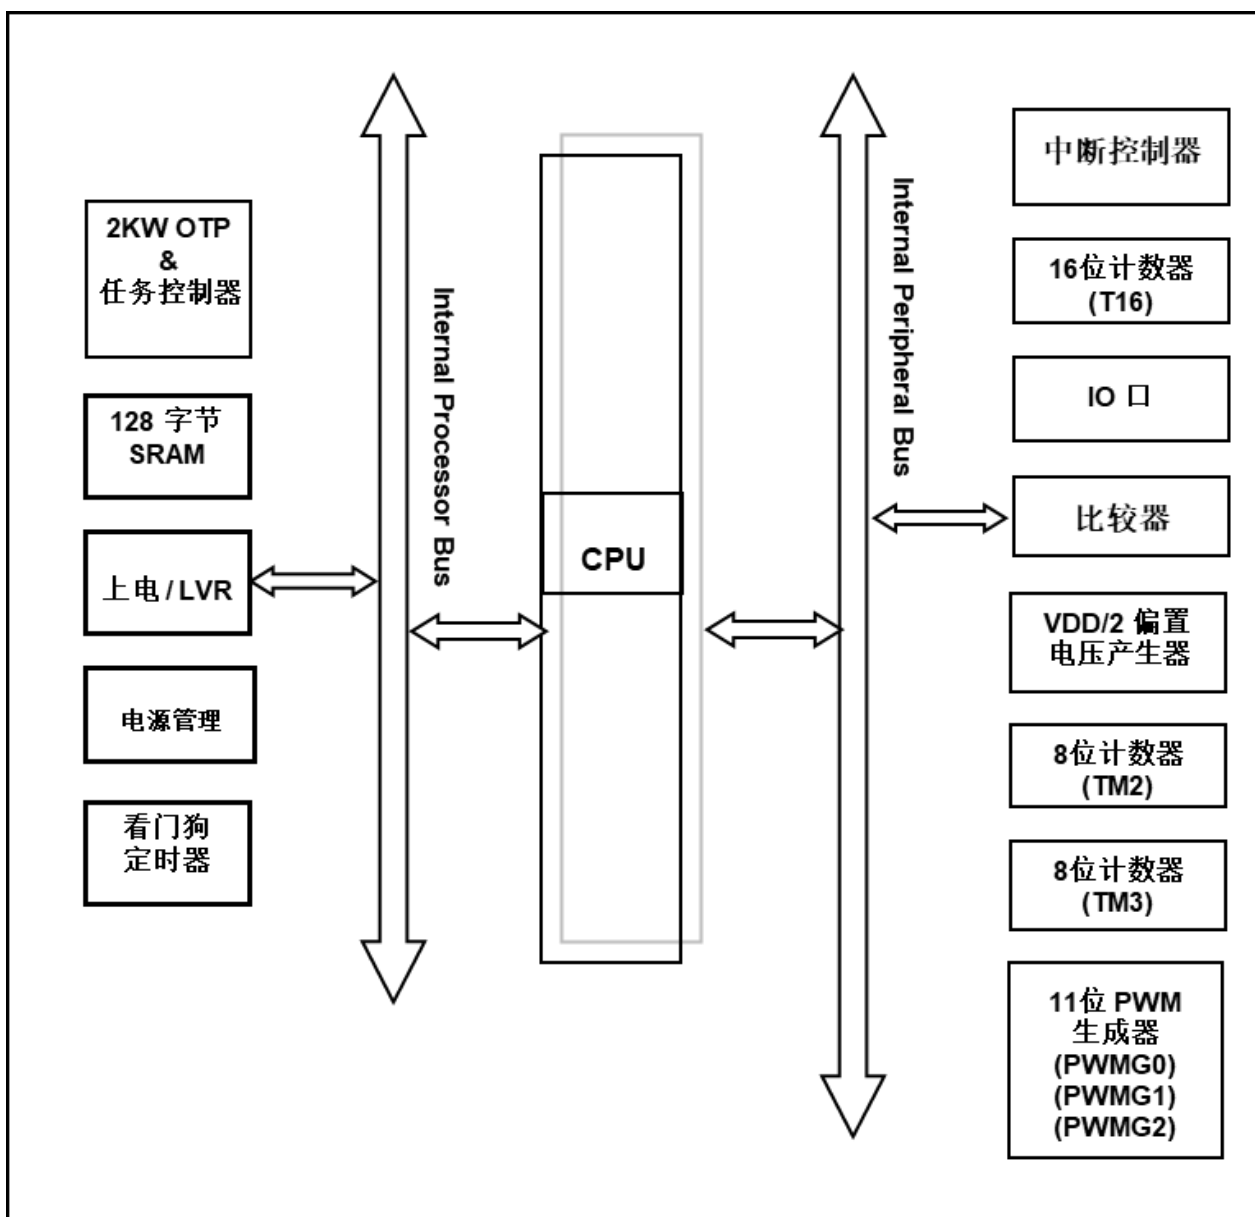 2KW OTP
&
任务控制器
128 字节
SRAM
上电 / LVR
电源管理
看门狗
定时器
Internal Processor Bus
CPU
Internal Peripheral Bus
中断控制器
16位计数器
(T16)
IO 口
比较器
VDD/2 偏置
电压产生器
8位计数器
(TM2)
8位计数器
(TM3)
11位 PWM
生成器
(PWMG0)
(PWMG1)
(PWMG2)